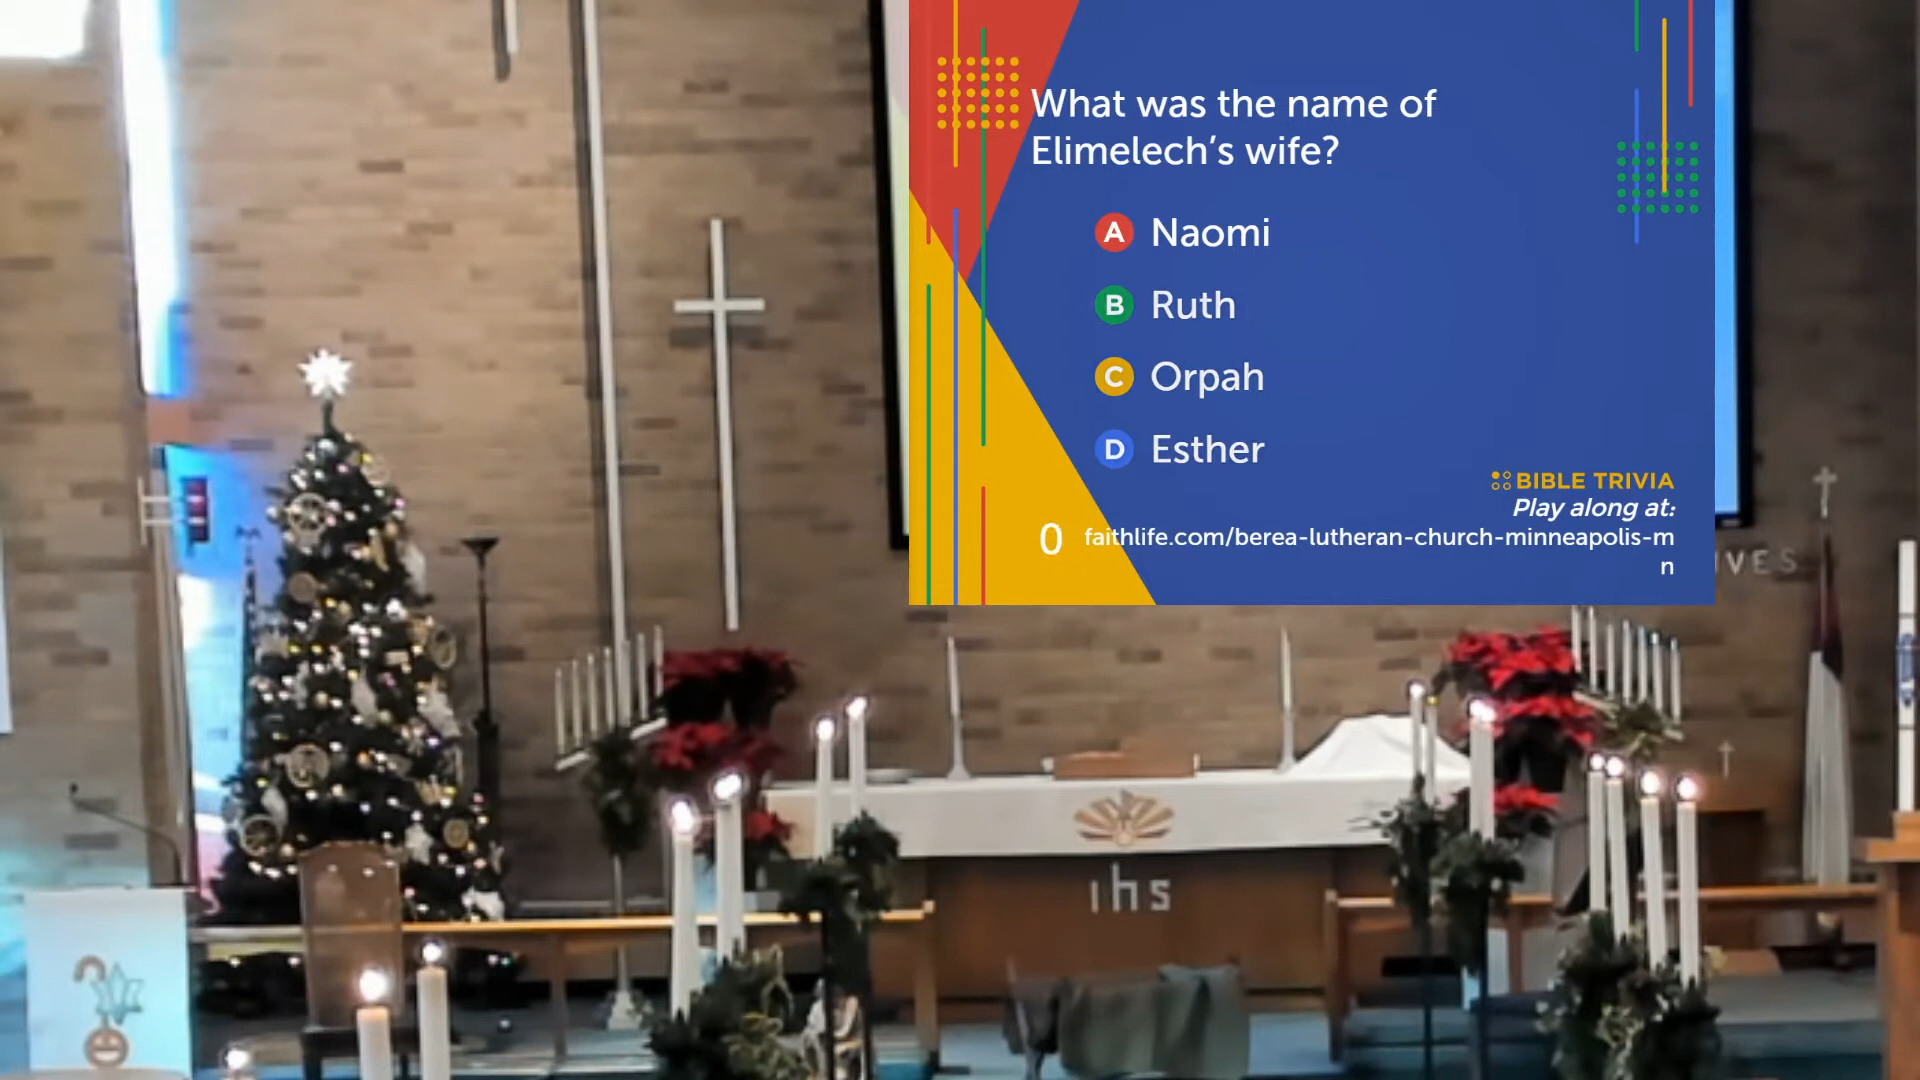 What was the name of
Elimelech's wife?
A Naomi
B Ruth
C Orpah
D Esther
BIBLE TRIVIA
Play along at:
0 faithlife.com/berea-lutheran-church-minneapolis-m
n
IVES
ihs